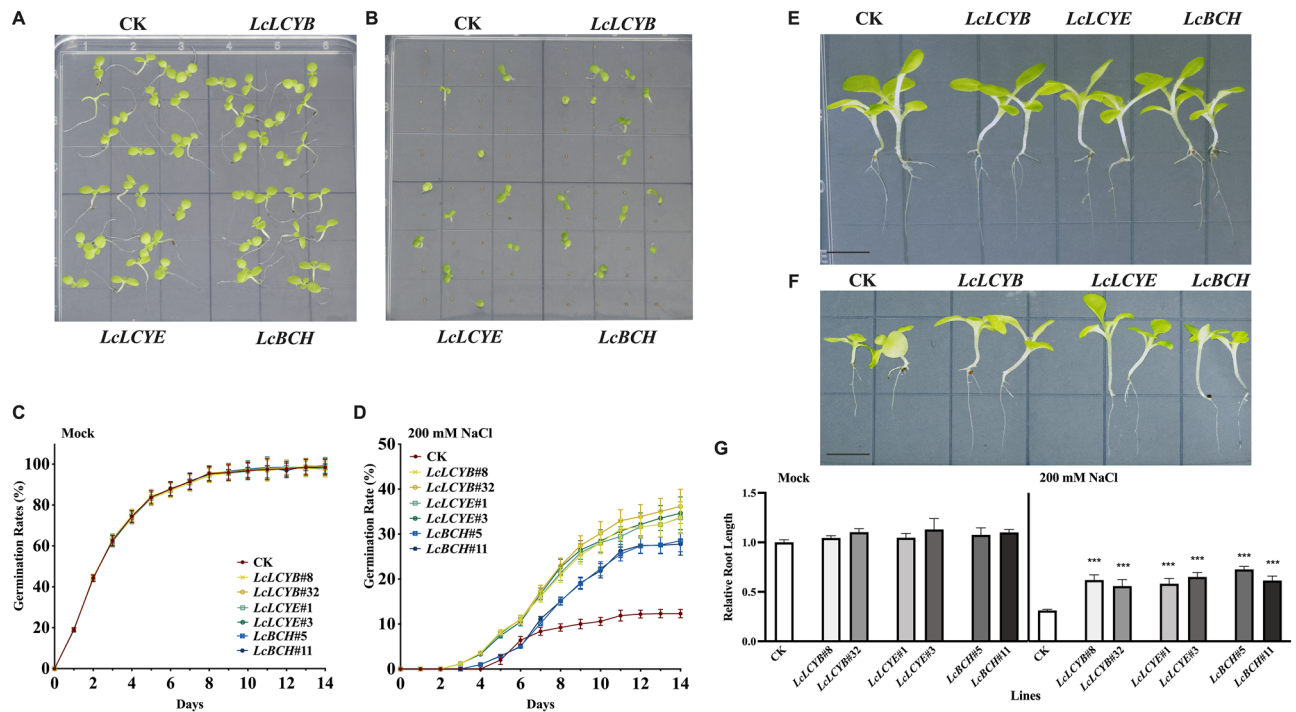 A
CK
LcLCYB
1 2 3 4 5 6
LcLCYE
LcBCH
B
CK
LcLCYB
LcLCYE
LcBCH
E
CK
LcLCYB
LcLCYE
LcBCH
F
CK
LcLCYB
LcLCYE
LcBCH
C
Mock
Germination Rates (%)
100
80
60
40
20
0
0 2 4 6 8 10 12 14
Days
CK
LcLCYB#8
LcLCYB#32
LcLCYE#1
LcLCYE#3
LcBCH#5
LcBCH#11
D
200 mM NaCl
Germination Rate (%)
50
40
30
20
10
0
0 2 4 6 8 10 12 14
Days
CK
LcLCYB#8
LcLCYB#32
LcLCYE#1
LcLCYE#3
LcBCH#5
LcBCH#11
G
Mock
200 mM NaCl
Relative Root Length
1.5
1.0
0.5
0.0
*** *** *** *** *** ***
CK LcLCYB#8 LcLCYB#32 LcLCYE#1 LcLCYE#3 LcBCH#5 LcBCH#11 CK LcLCYB#8 LcLCYB#32 LcLCYE#1 LcLCYE#3 LcBCH#5 LcBCH#11
Lines